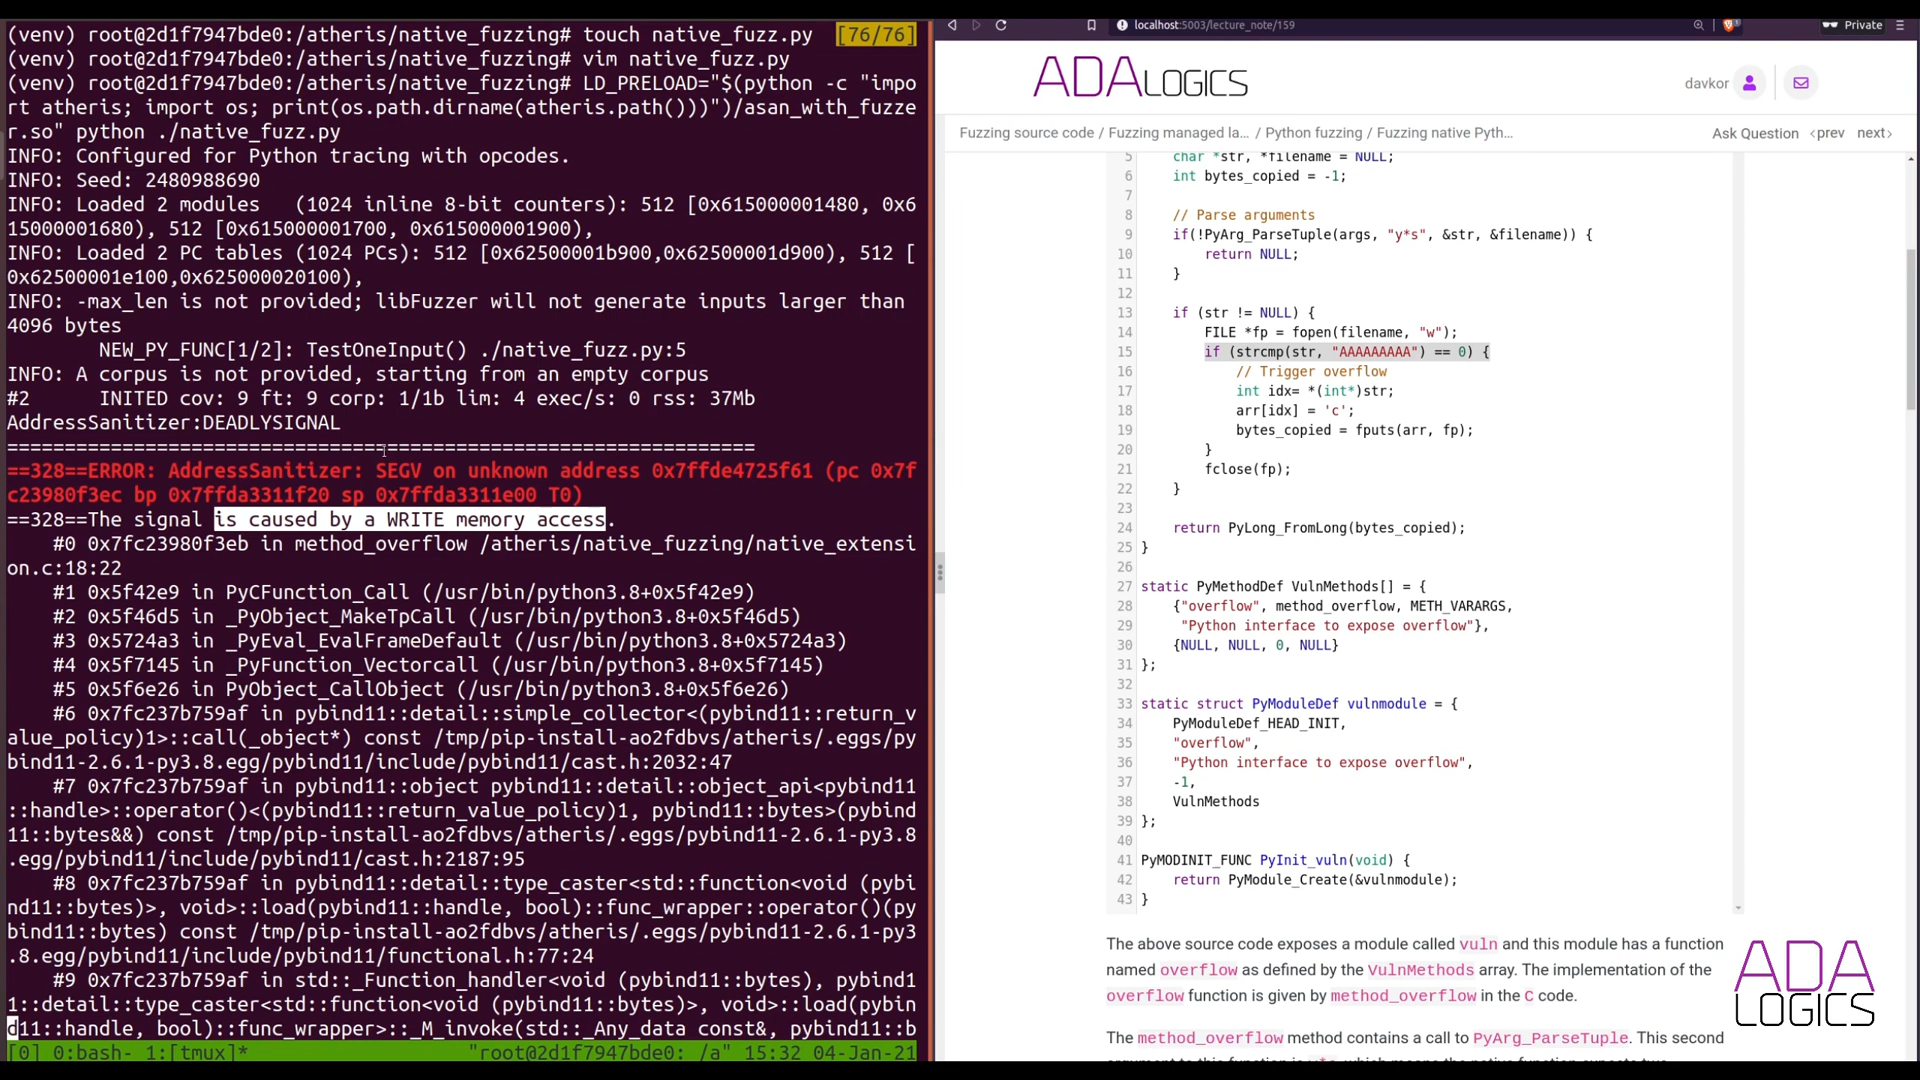 (venv) root@2d1f7947bde0:/atheris/native_fuzzing# touch native_fuzz.py [76/76]
(venv) root@2d1f7947bde0:/atheris/native_fuzzing# vim native_fuzz.py
(venv) root@2d1f7947bde0:/atheris/native_fuzzing# LD_PRELOAD="$(python -c "impo
rt atheris; import os; print(os.path.dirname(atheris.path()))")/asan_with_fuzze
r.so" python ./native_fuzz.py
INFO: Configured for Python tracing with opcodes.
INFO: Seed: 2480988690
INFO: Loaded 2 modules   (1024 inline 8-bit counters): 512 [0x615000001480, 0x6
15000001680), 512 [0x615000001700, 0x615000001900),
INFO: Loaded 2 PC tables (1024 PCs): 512 [0x62500001b900,0x62500001d900), 512 [
0x62500001e100,0x625000020100),
INFO: -max_len is not provided; libFuzzer will not generate inputs larger than
4096 bytes
NEW_PY_FUNC[1/2]: TestOneInput() ./native_fuzz.py:5
INFO: A corpus is not provided, starting from an empty corpus
#2      INITED cov: 9 ft: 9 corp: 1/1b lim: 4 exec/s: 0 rss: 37Mb
AddressSanitizer:DEADLYSIGNAL
=================================================================
==328==ERROR: AddressSanitizer: SEGV on unknown address 0x7ffde4725f61 (pc 0x7f
c23980f3ec bp 0x7ffda3311f20 sp 0x7ffda3311e00 T0)
==328==The signal is caused by a WRITE memory access.
#0 0x7fc23980f3eb in method_overflow /atheris/native_fuzzing/native_extensi
on.c:18:22
#1 0x5f42e9 in PyCFunction_Call (/usr/bin/python3.8+0x5f42e9)
#2 0x5f46d5 in _PyObject_MakeTpCall (/usr/bin/python3.8+0x5f46d5)
#3 0x5724a3 in _PyEval_EvalFrameDefault (/usr/bin/python3.8+0x5724a3)
#4 0x5f7145 in _PyFunction_Vectorcall (/usr/bin/python3.8+0x5f7145)
#5 0x5f6e26 in PyObject_CallObject (/usr/bin/python3.8+0x5f6e26)
#6 0x7fc237b759af in pybind11::detail::simple_collector<(pybind11::return_v
alue_policy)1>::call(_object*) const /tmp/pip-install-ao2fdbvs/atheris/.eggs/py
bind11-2.6.1-py3.8.egg/pybind11/include/pybind11/cast.h:2032:47
#7 0x7fc237b759af in pybind11::object pybind11::detail::object_api<pybind11
::handle>::operator()<(pybind11::return_value_policy)1, pybind11::bytes>(pybind
11::bytes&&) const /tmp/pip-install-ao2fdbvs/atheris/.eggs/pybind11-2.6.1-py3.8
.egg/pybind11/include/pybind11/cast.h:2187:95
#8 0x7fc237b759af in pybind11::detail::type_caster<std::function<void (pybi
nd11::bytes)>, void>::load(pybind11::handle, bool)::func_wrapper::operator()(py
bind11::bytes) const /tmp/pip-install-ao2fdbvs/atheris/.eggs/pybind11-2.6.1-py3
.8.egg/pybind11/include/pybind11/functional.h:77:24
#9 0x7fc237b759af in std::_Function_handler<void (pybind11::bytes), pybind1
1::detail::type_caster<std::function<void (pybind11::bytes)>, void>::load(pybin
d11::handle, bool)::func_wrapper>::_M_invoke(std::_Any_data const&, pybind11::b
[0] 0:bash- 1:[tmux]* "root@2d1f7947bde0: /a" 15:32 04-Jan-21
localhost:5003/lecture_note/159 Private
ADALOGICS
davkor
Fuzzing source code / Fuzzing managed la... / Python fuzzing / Fuzzing native Pyth... Ask Question <prev next>
5 char *str, *filename = NULL;
6 int bytes_copied = -1;
7
8 // Parse arguments
9 if(!PyArg_ParseTuple(args, "y*s", &str, &filename)) {
10 return NULL;
11 }
12
13 if (str != NULL) {
14 FILE *fp = fopen(filename, "w");
15 if (strcmp(str, "AAAAAAAAA") == 0) {
16 // Trigger overflow
17 int idx= *(int*)str;
18 arr[idx] = 'c';
19 bytes_copied = fputs(arr, fp);
20 }
21 fclose(fp);
22 }
23
24 return PyLong_FromLong(bytes_copied);
25 }
26
27 static PyMethodDef VulnMethods[] = {
28 {"overflow", method_overflow, METH_VARARGS,
29 "Python interface to expose overflow"},
30 {NULL, NULL, 0, NULL}
31 };
32
33 static struct PyModuleDef vulnmodule = {
34 PyModuleDef_HEAD_INIT,
35 "overflow",
36 "Python interface to expose overflow",
37 -1,
38 VulnMethods
39 };
40
41 PyMODINIT_FUNC PyInit_vuln(void) {
42 return PyModule_Create(&vulnmodule);
43 }
The above source code exposes a module called vuln and this module has a function
named overflow as defined by the VulnMethods array. The implementation of the
overflow function is given by method_overflow in the C code.
The method_overflow method contains a call to PyArg_ParseTuple. This second
ADA
LOGICS